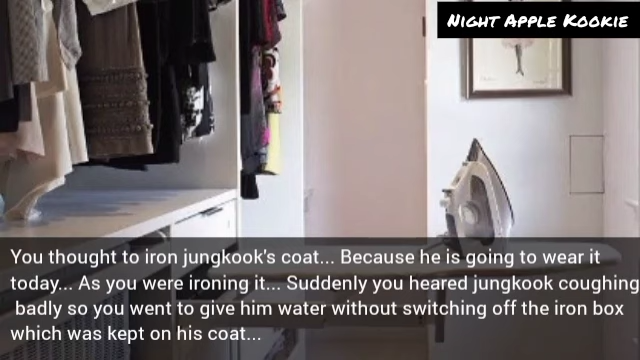 Night Apple Kookie
You thought to iron jungkook's coat... Because he is going to wear it
today... As you were ironing it... Suddenly you heared jungkook coughing
badly so you went to give him water without switching off the iron box
which was kept on his coat...